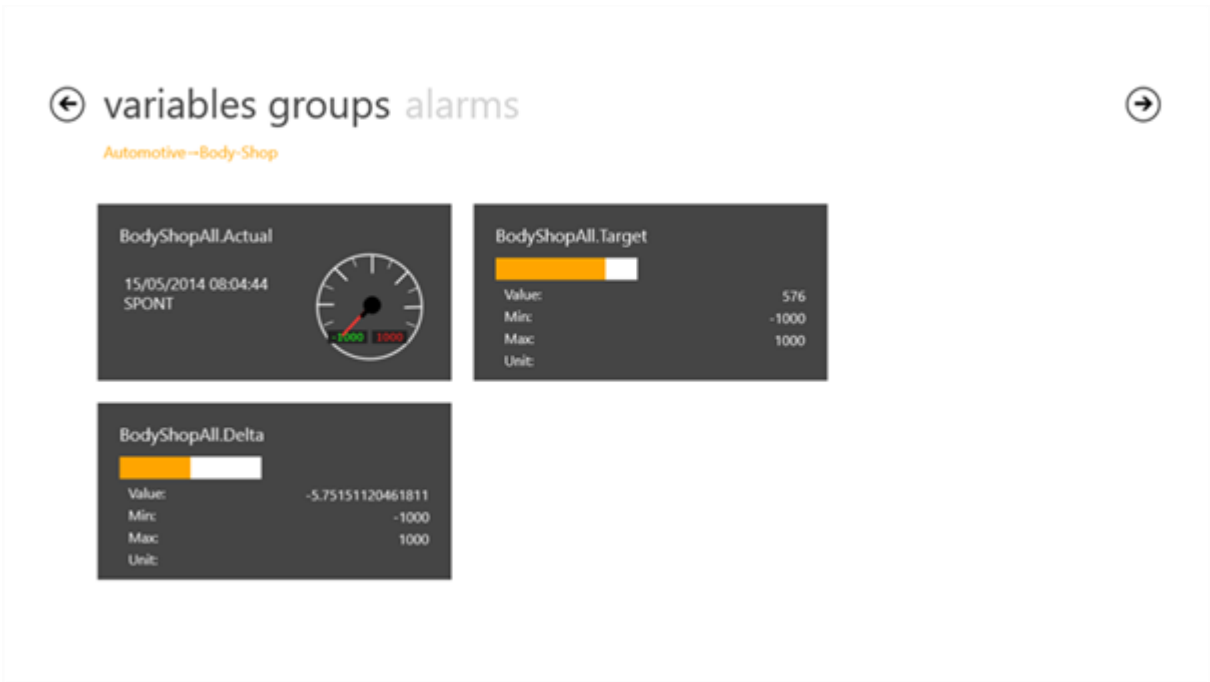 variables groups alarms
Automotive→Body-Shop
BodyShopAll.Actual
15/05/2014 08:04:44
SPONT
-1000 1000
BodyShopAll.Target
Value: 576
Min: -1000
Max: 1000
Unit:
BodyShopAll.Delta
Value: -5.75151120461811
Min: -1000
Max: 1000
Unit: